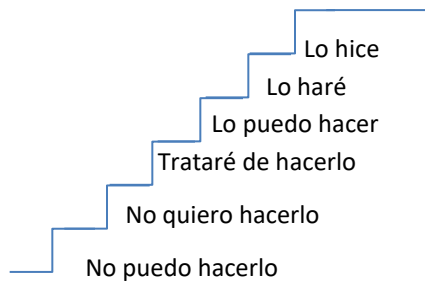 Lo hice
Lo haré
Lo puedo hacer
Trataré de hacerlo
No quiero hacerlo
No puedo hacerlo